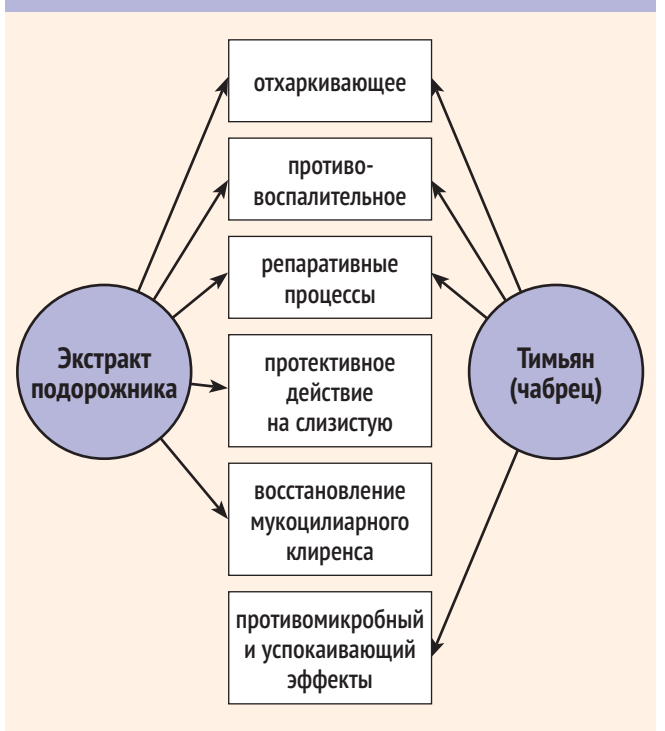 отхаркивающее
противо-
воспалительное
репаративные
процессы
Экстракт
подорожника
протективное
действие
на слизистую
Тимьян
(чабрец)
восстановление
мукоцилиарного
клиренса
противомикробный
и успокаивающий
эффекты